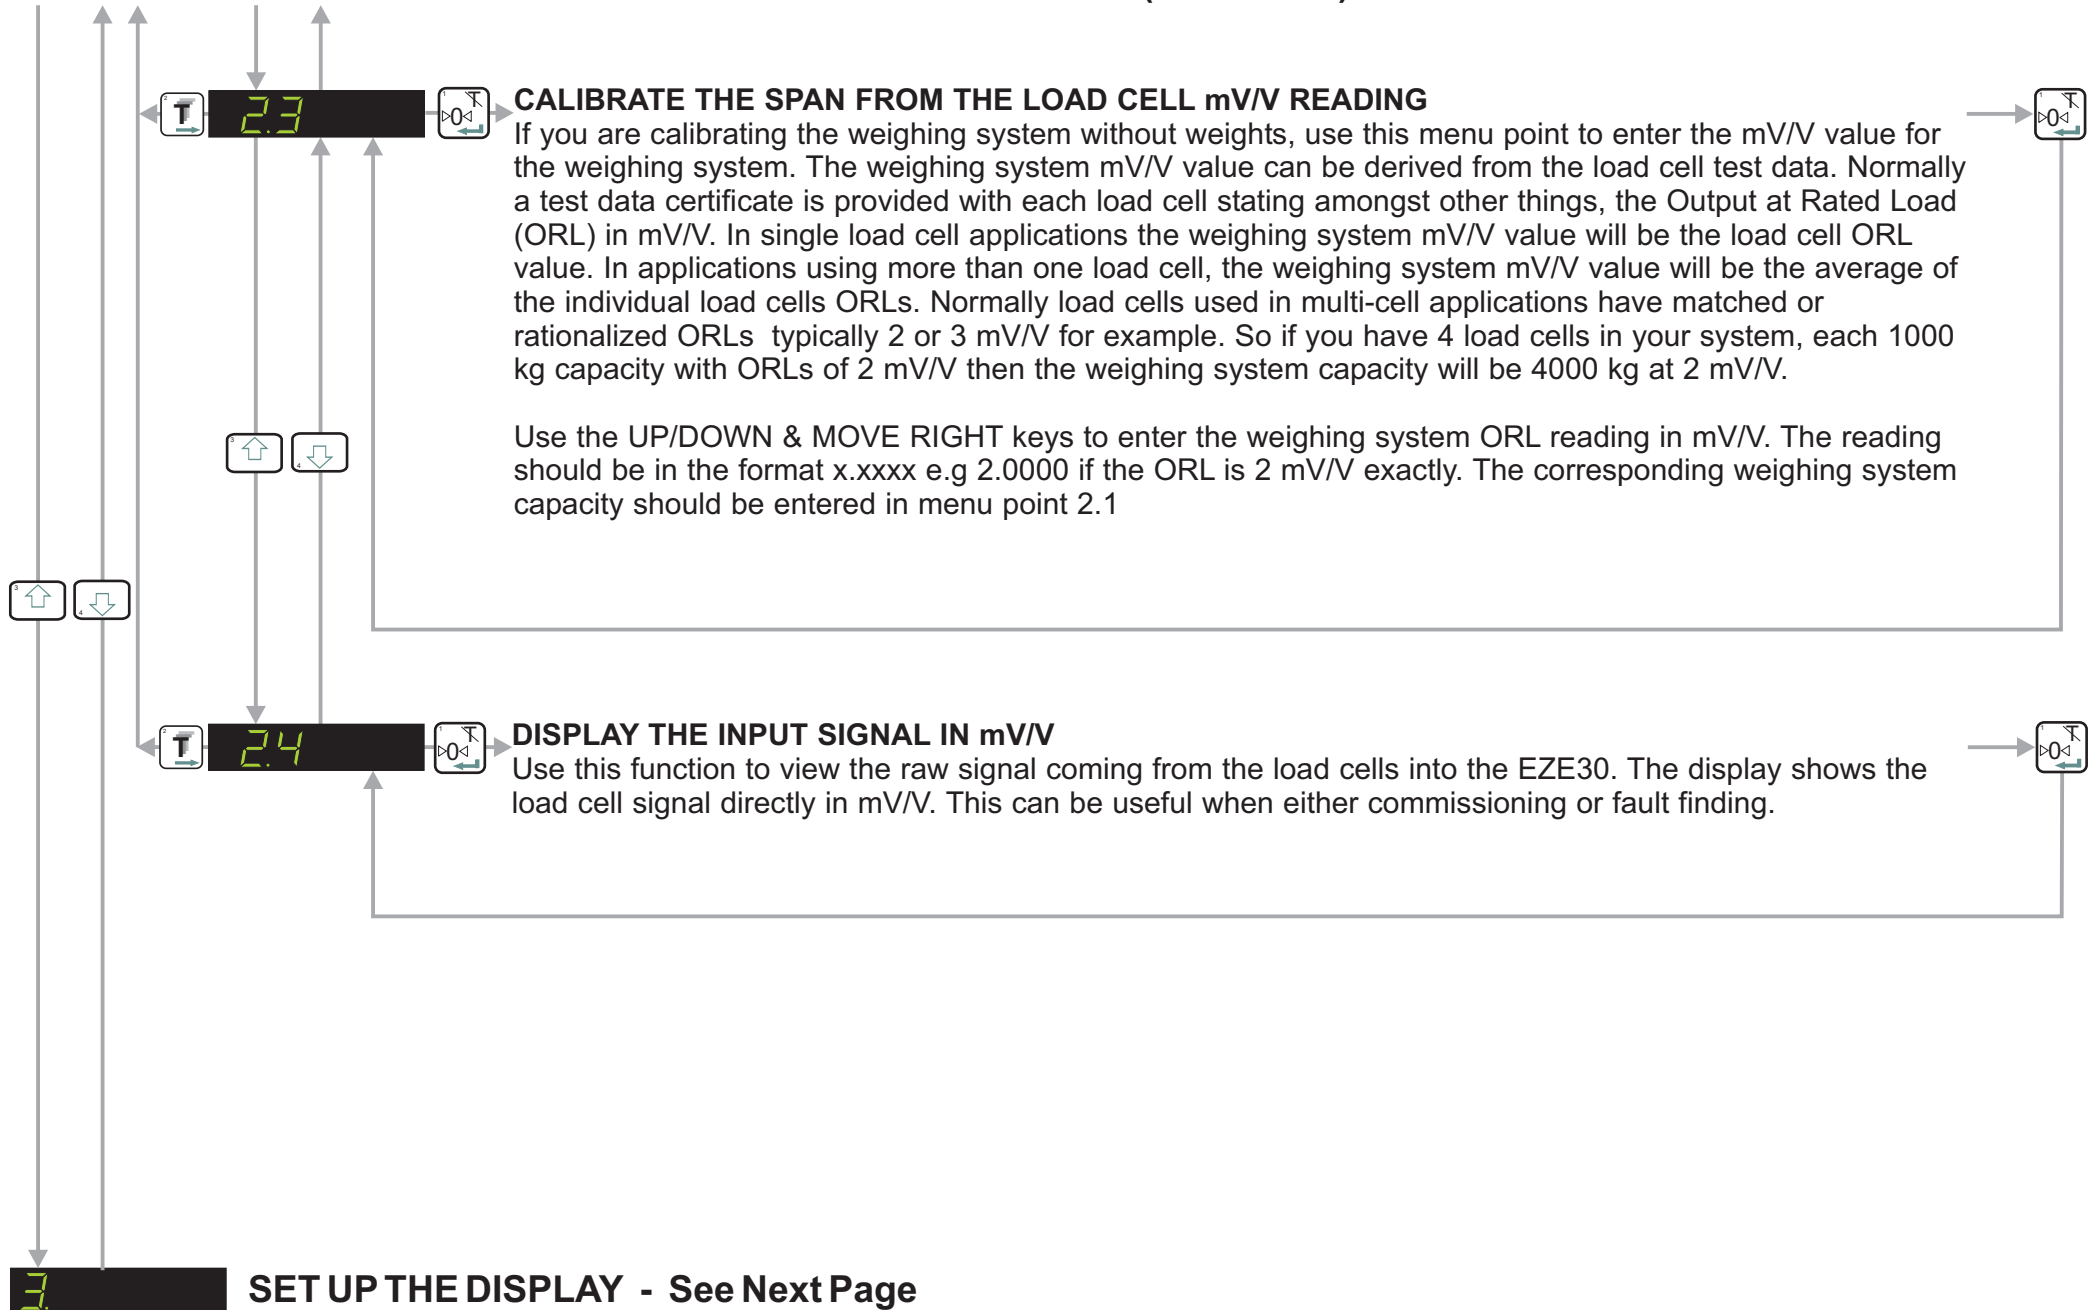 2.3
CALIBRATE THE SPAN FROM THE LOAD CELL mV/V READING
If you are calibrating the weighing system without weights, use this menu point to enter the mV/V value for
the weighing system. The weighing system mV/V value can be derived from the load cell test data. Normally
a test data certificate is provided with each load cell stating amongst other things, the Output at Rated Load
(ORL) in mV/V. In single load cell applications the weighing system mV/V value will be the load cell ORL
value. In applications using more than one load cell, the weighing system mV/V value will be the average of
the individual load cells ORLs. Normally load cells used in multi-cell applications have matched or
rationalized ORLs  typically 2 or 3 mV/V for example. So if you have 4 load cells in your system, each 1000
kg capacity with ORLs of 2 mV/V then the weighing system capacity will be 4000 kg at 2 mV/V.
Use the UP/DOWN & MOVE RIGHT keys to enter the weighing system ORL reading in mV/V. The reading
should be in the format x.xxxx e.g 2.0000 if the ORL is 2 mV/V exactly. The corresponding weighing system
capacity should be entered in menu point 2.1
3
4
3
4
2
T
2.4
1
T
0
DISPLAY THE INPUT SIGNAL IN mV/V
Use this function to view the raw signal coming from the load cells into the EZE30. The display shows the
load cell signal directly in mV/V. This can be useful when either commissioning or fault finding.
3.
SET UP THE DISPLAY - See Next Page